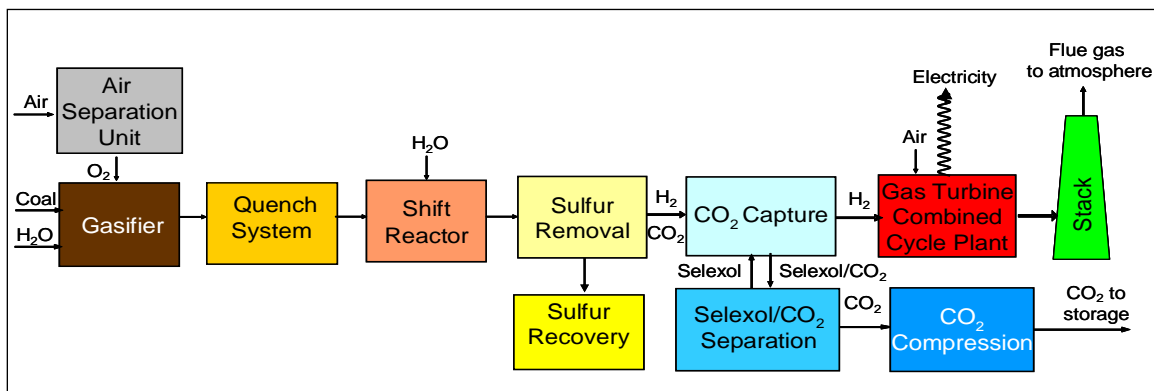 Air
Air
Separation
Unit
O₂
Coal
H₂O
Gasifier
Quench
System
H₂O
Shift
Reactor
Sulfur
Removal
H₂
CO₂
Sulfur
Recovery
CO₂ Capture
Selexol
Selexol/CO₂
Selexol/CO₂
Separation
CO₂
CO₂
Compression
CO₂ to
storage
H₂
Air
Electricity
Gas Turbine
Combined
Cycle Plant
Stack
Flue gas
to atmosphere